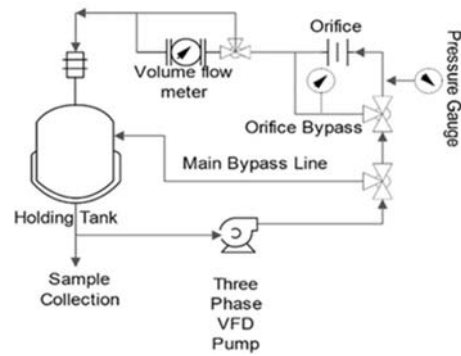 Orifice
Pressure Gauge
Volume flow
meter
Orifice Bypass
Main Bypass Line
Holding Tank
Sample
Collection
Three
Phase
VFD
Pump